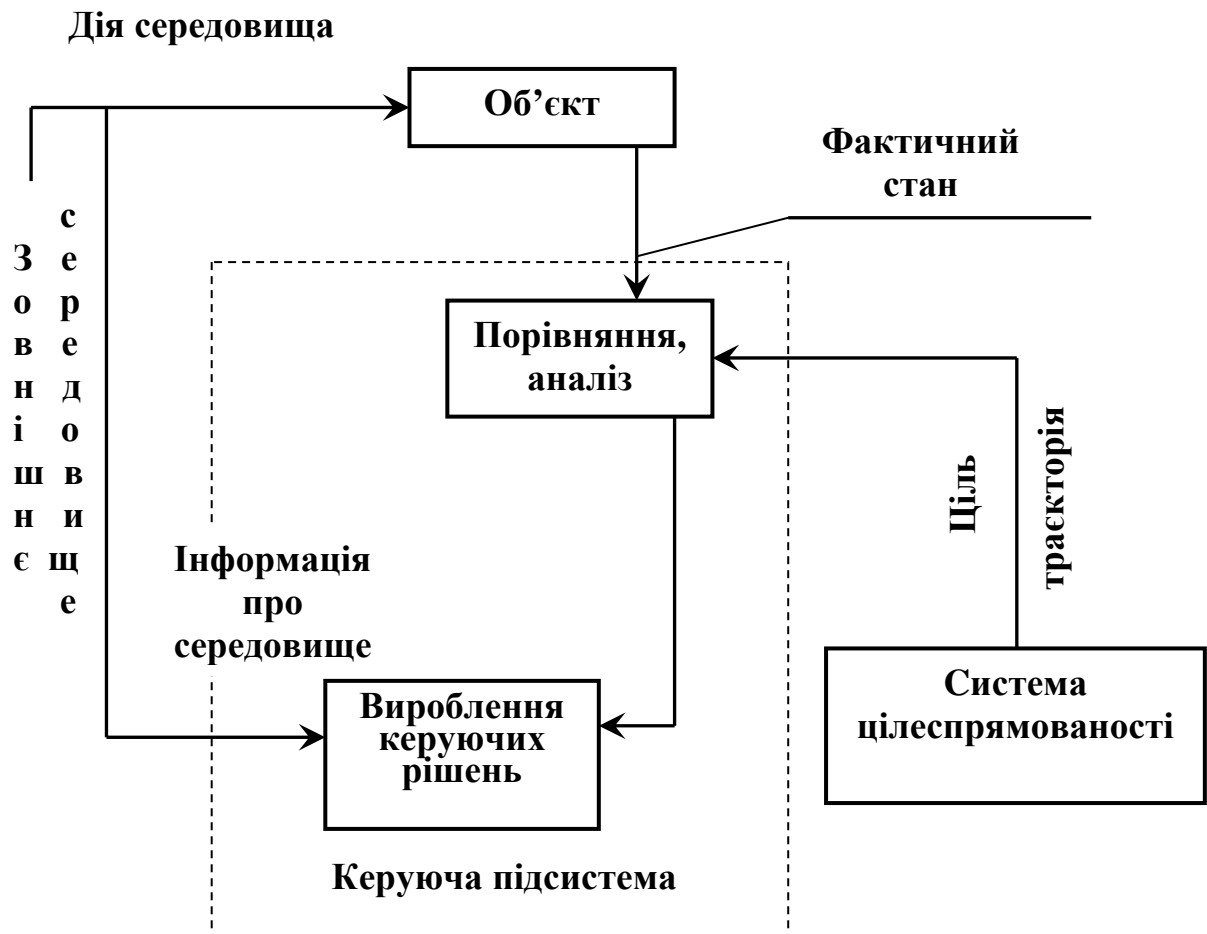 Дія середовища
Об’єкт
Фактичний
стан
Зовнішнє
середовище
Порівняння,
аналіз
Ціль
траєкторія
Інформація
про
середовище
Система
цілеспрямованості
Вироблення
керуючих
рішень
Керуюча підсистема